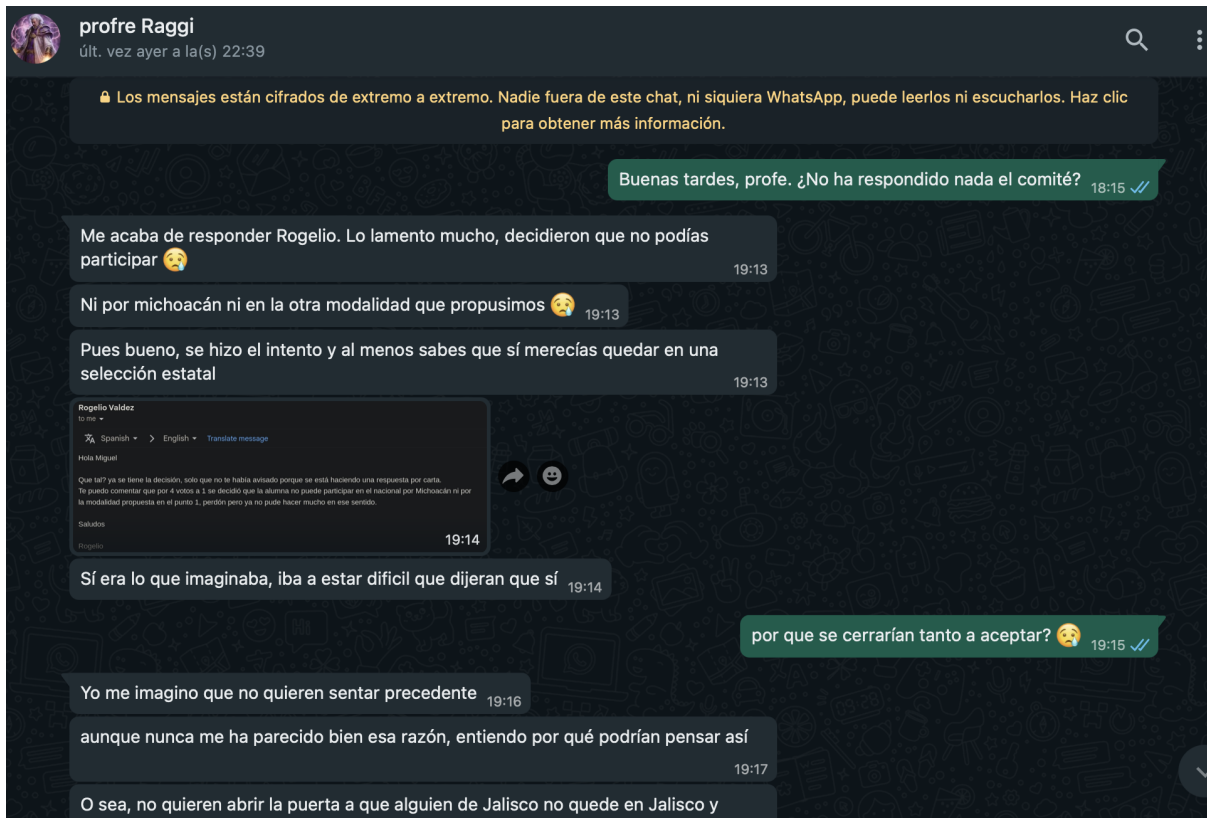 profre Raggi
últ. vez ayer a la(s) 22:39
Los mensajes están cifrados de extremo a extremo. Nadie fuera de este chat, ni siquiera WhatsApp, puede leerlos ni escucharlos. Haz clic
para obtener más información.
Buenas tardes, profe. ¿No ha respondido nada el comité? 18:15
Me acaba de responder Rogelio. Lo lamento mucho, decidieron que no podías
participar 😢
19:13
Ni por michoacán ni en la otra modalidad que propusimos 😢 19:13
Pues bueno, se hizo el intento y al menos sabes que sí merecías quedar en una
selección estatal
19:13
Rogelio Valdez
to me
Spanish > English Translate message
Hola Miguel
Que tal? ya se tiene la decisión, solo que no te había avisado porque se está haciendo una respuesta por carta.
Te puedo comentar que por 4 votos a 1 se decidió que la alumna no puede participar en el nacional por Michoacán ni por
la modalidad propuesta en el punto 1, perdón pero ya no pude hacer mucho en ese sentido.
Saludos
Rogelio
19:14
Sí era lo que imaginaba, iba a estar dificil que dijeran que sí 19:14
por que se cerrarían tanto a aceptar? 😢 19:15
Yo me imagino que no quieren sentar precedente 19:16
aunque nunca me ha parecido bien esa razón, entiendo por qué podrían pensar así
19:17
O sea, no quieren abrir la puerta a que alguien de Jalisco no quede en Jalisco y